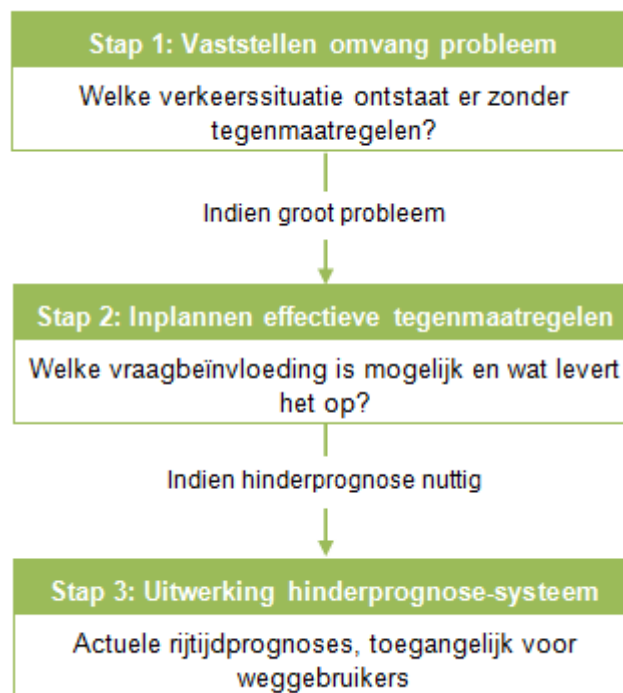 Stap 1: Vaststellen omvang probleem
Welke verkeerssituatie ontstaat er zonder
tegenmaatregelen?
Indien groot probleem
Stap 2: Inplannen effectieve tegenmaatregelen
Welke vraagbeïnvloeding is mogelijk en wat levert
het op?
Indien hinderprognose nuttig
Stap 3: Uitwerking hinderprognose-systeem
Actuele rijtijdprognoses, toegangelijk voor
weggebruikers